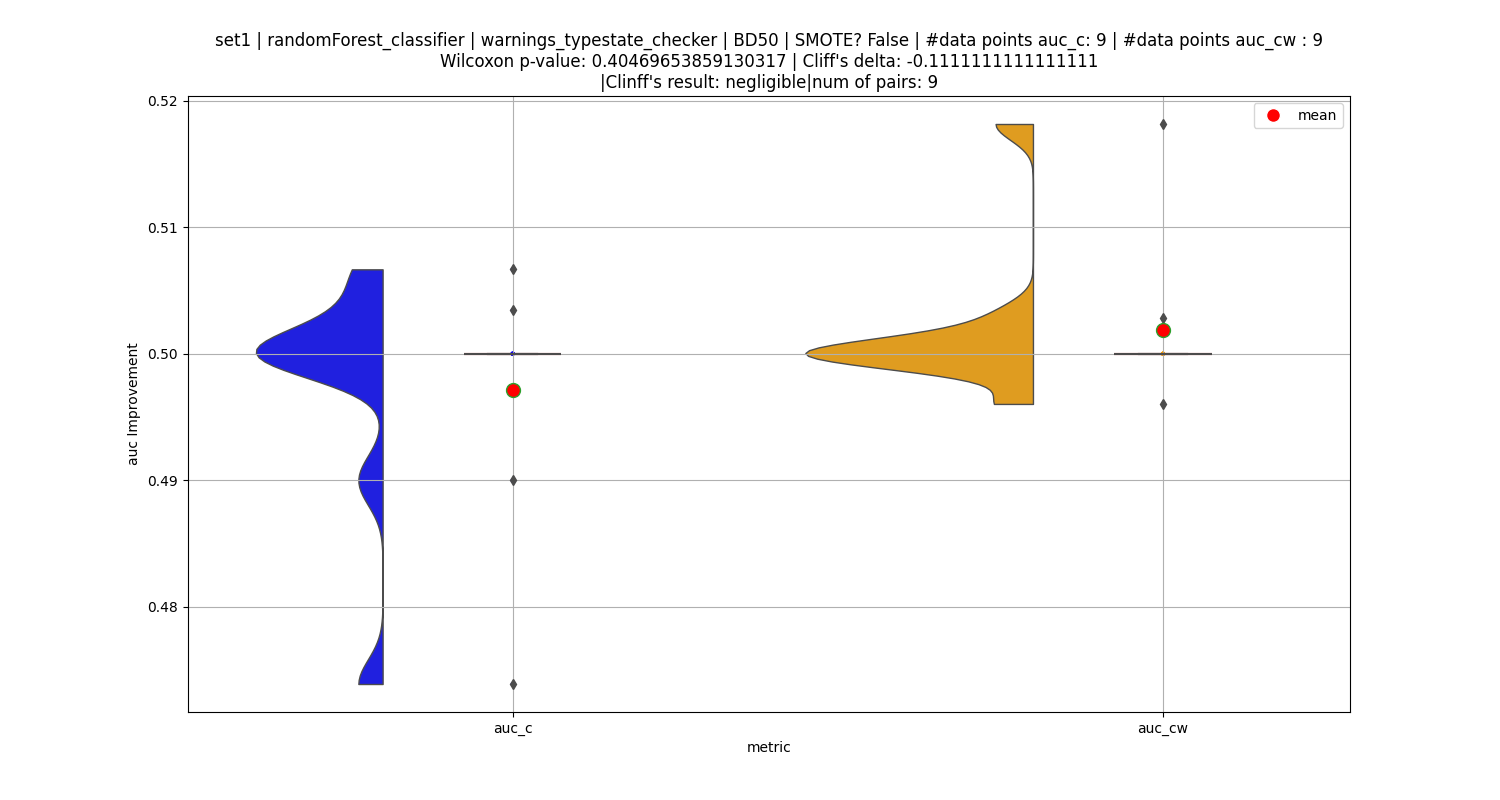 set1 | randomForest_classifier | warnings_typestate_checker | BD50 | SMOTE? False | #data points auc_c: 9 | #data points auc_cw : 9
Wilcoxon p-value: 0.40469653859130317 | Cliff's delta: -0.1111111111111111
|Clinff's result: negligible|num of pairs: 9
mean
0.52
0.51
0.50
0.49
0.48
auc Improvement
auc_c
auc_cw
metric